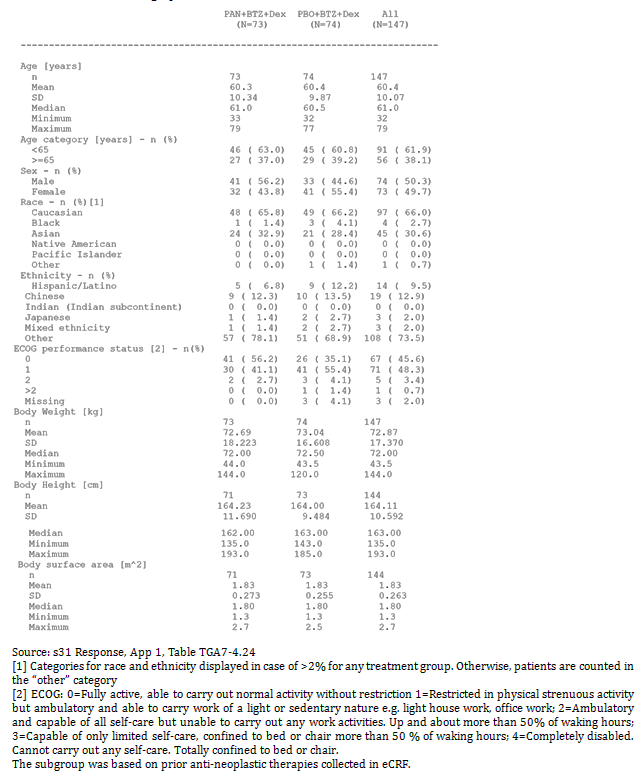 PAN+BTZ+Dex PBO+BTZ+Dex All
(N=73) (N=74) (N=147)
Age [years]
n 73 74 147
Mean 60.3 60.4 60.4
SD 10.34 9.87 10.07
Median 61.0 60.5 61.0
Minimum 33 32 32
Maximum 79 77 79
Age category [years] - n (%)
<65 46 ( 63.0) 45 ( 60.8) 91 ( 61.9)
>=65 27 ( 37.0) 29 ( 39.2) 56 ( 38.1)
Sex - n (%)
Male 41 ( 56.2) 33 ( 44.6) 74 ( 50.3)
Female 32 ( 43.8) 41 ( 55.4) 73 ( 49.7)
Race - n (%)[1]
Caucasian 48 ( 65.8) 49 ( 66.2) 97 ( 66.0)
Black 1 ( 1.4) 3 ( 4.1) 4 ( 2.7)
Asian 24 ( 32.9) 21 ( 28.4) 45 ( 30.6)
Native American 0 ( 0.0) 0 ( 0.0) 0 ( 0.0)
Pacific Islander 0 ( 0.0) 0 ( 0.0) 0 ( 0.0)
Other 0 ( 0.0) 1 ( 1.4) 1 ( 0.7)
Ethnicity - n (%)
Hispanic/Latino 5 ( 6.8) 9 ( 12.2) 14 ( 9.5)
Chinese 9 ( 12.3) 10 ( 13.5) 19 ( 12.9)
Indian (Indian subcontinent) 0 ( 0.0) 0 ( 0.0) 0 ( 0.0)
Japanese 1 ( 1.4) 2 ( 2.7) 3 ( 2.0)
Mixed ethnicity 1 ( 1.4) 2 ( 2.7) 3 ( 2.0)
Other 57 ( 78.1) 51 ( 68.9) 108 ( 73.5)
ECOG performance status [2] - n(%)
0 41 ( 56.2) 26 ( 35.1) 67 ( 45.6)
1 30 ( 41.1) 41 ( 55.4) 71 ( 48.3)
2 2 ( 2.7) 3 ( 4.1) 5 ( 3.4)
>2 0 ( 0.0) 1 ( 1.4) 1 ( 0.7)
Missing 0 ( 0.0) 3 ( 4.1) 3 ( 2.0)
Body Weight [kg]
n 73 74 147
Mean 72.69 73.04 72.87
SD 18.223 16.608 17.370
Median 72.00 72.50 72.00
Minimum 44.0 43.5 43.5
Maximum 144.0 120.0 144.0
Body Height [cm]
n 71 73 144
Mean 164.23 164.00 164.11
SD 11.690 9.484 10.592
Median 162.00 163.00 163.00
Minimum 135.0 143.0 135.0
Maximum 193.0 185.0 193.0
Body surface area [m^2]
n 71 73 144
Mean 1.83 1.83 1.83
SD 0.273 0.255 0.263
Median 1.80 1.80 1.80
Minimum 1.3 1.3 1.3
Maximum 2.7 2.5 2.7
Source: s31 Response, App 1, Table TGA7-4.24
[1] Categories for race and ethnicity displayed in case of >2% for any treatment group. Otherwise, patients are counted in
the “other” category
[2] ECOG: 0=Fully active, able to carry out normal activity without restriction 1=Restricted in physical strenuous activity
but ambulatory and able to carry work of a light or sedentary nature e.g. light house work, office work; 2=Ambulatory
and capable of all self-care but unable to carry out any work activities. Up and about more than 50% of waking hours;
3=Capable of only limited self-care, confined to bed or chair more than 50 % of waking hours; 4=Completely disabled.
Cannot carry out any self-care. Totally confined to bed or chair.
The subgroup was based on prior anti-neoplastic therapies collected in eCRF.